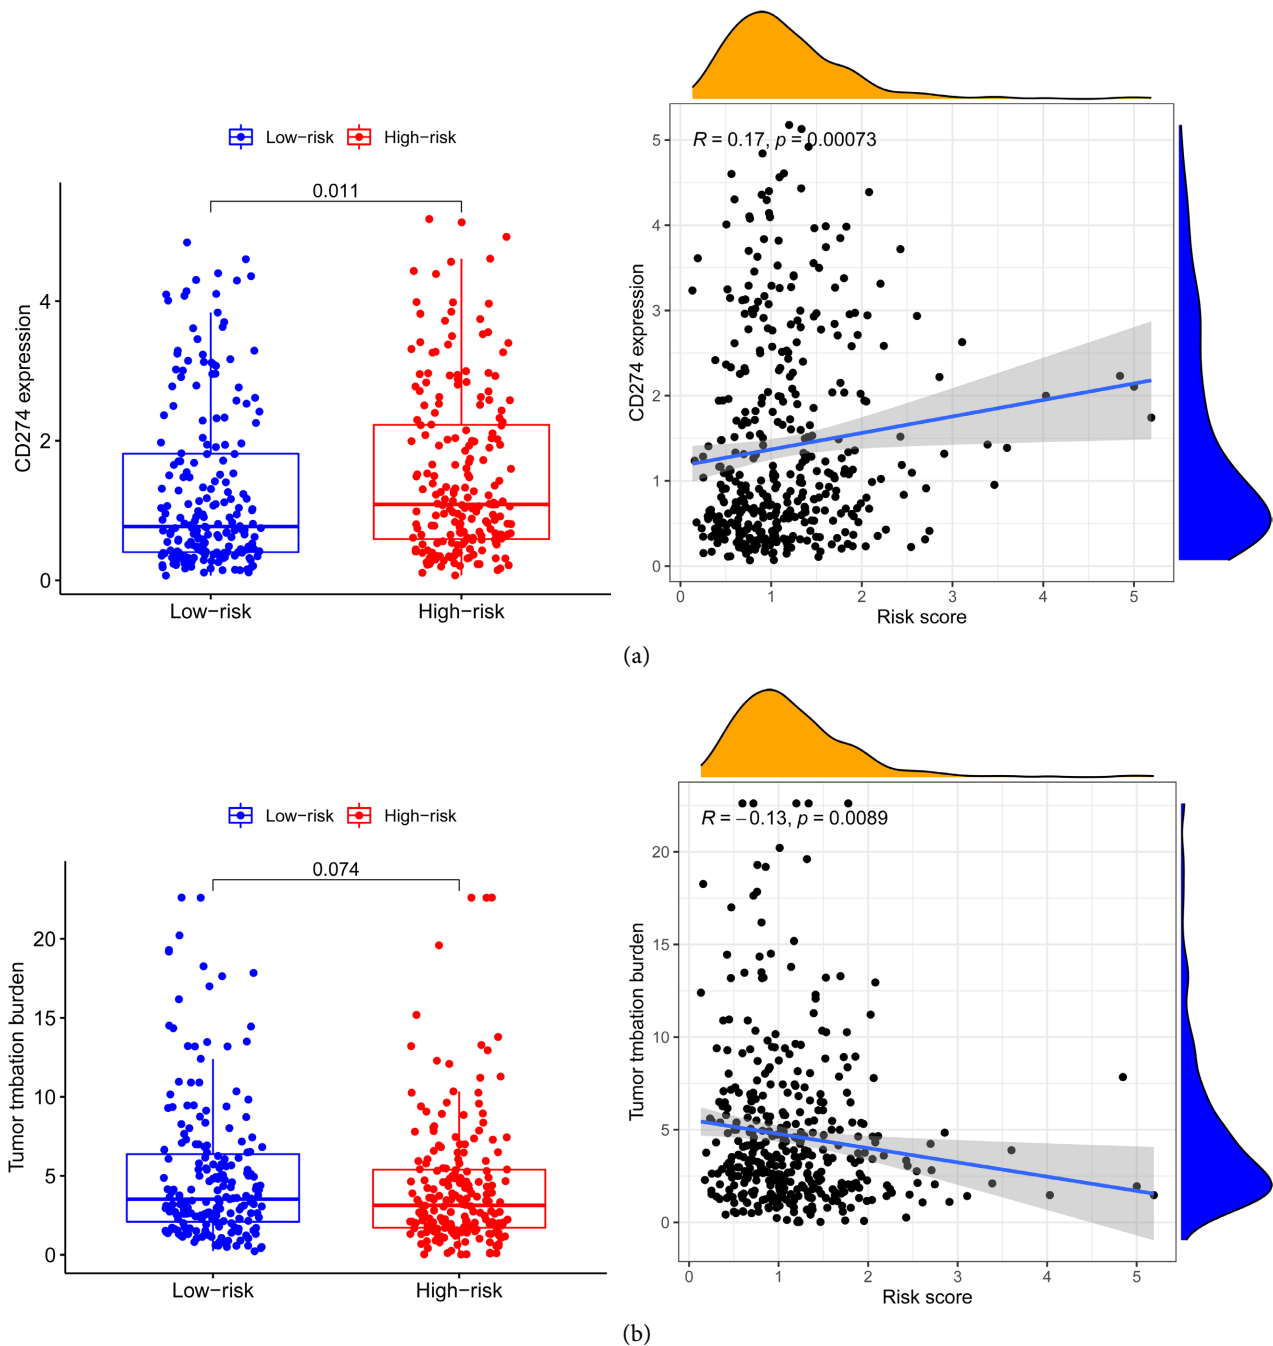 Low-risk High-risk
0.011
CD274 expression
4
2
0
Low-risk High-risk
R = 0.17, p = 0.00073
CD274 expression
5
4
3
2
1
0
0 1 2 3 4 5
Risk score
(a)
Low-risk High-risk
0.074
Tumor tmbation burden
20
15
10
5
0
Low-risk High-risk
R = −0.13, p = 0.0089
Tumor tmbation burden
20
15
10
5
0
0 1 2 3 4 5
Risk score
(b)